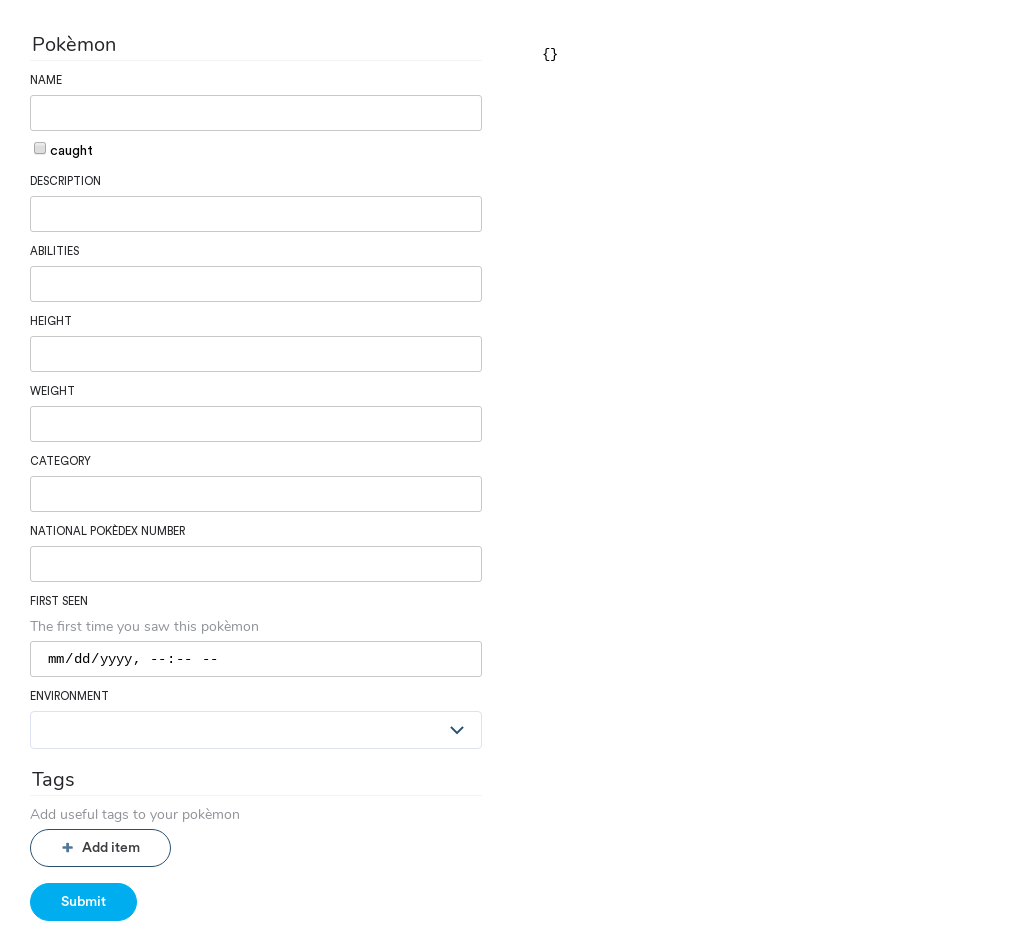 Pokèmon
{}
NAME
caught
DESCRIPTION
ABILITIES
HEIGHT
WEIGHT
CATEGORY
NATIONAL POKÈDEX NUMBER
FIRST SEEN
The first time you saw this pokèmon
mm/dd/yyyy, --:-- --
ENVIRONMENT
Tags
Add useful tags to your pokèmon
+ Add item
Submit